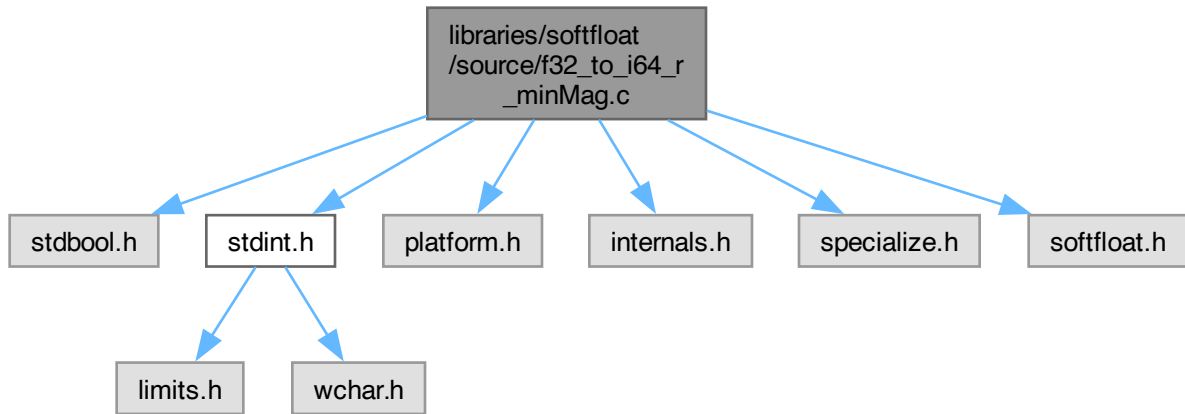 libraries/softfloat
/source/f32_to_i64_r
_minMag.c
stdbool.h
stdint.h
platform.h
internals.h
specialize.h
softfloat.h
limits.h
wchar.h